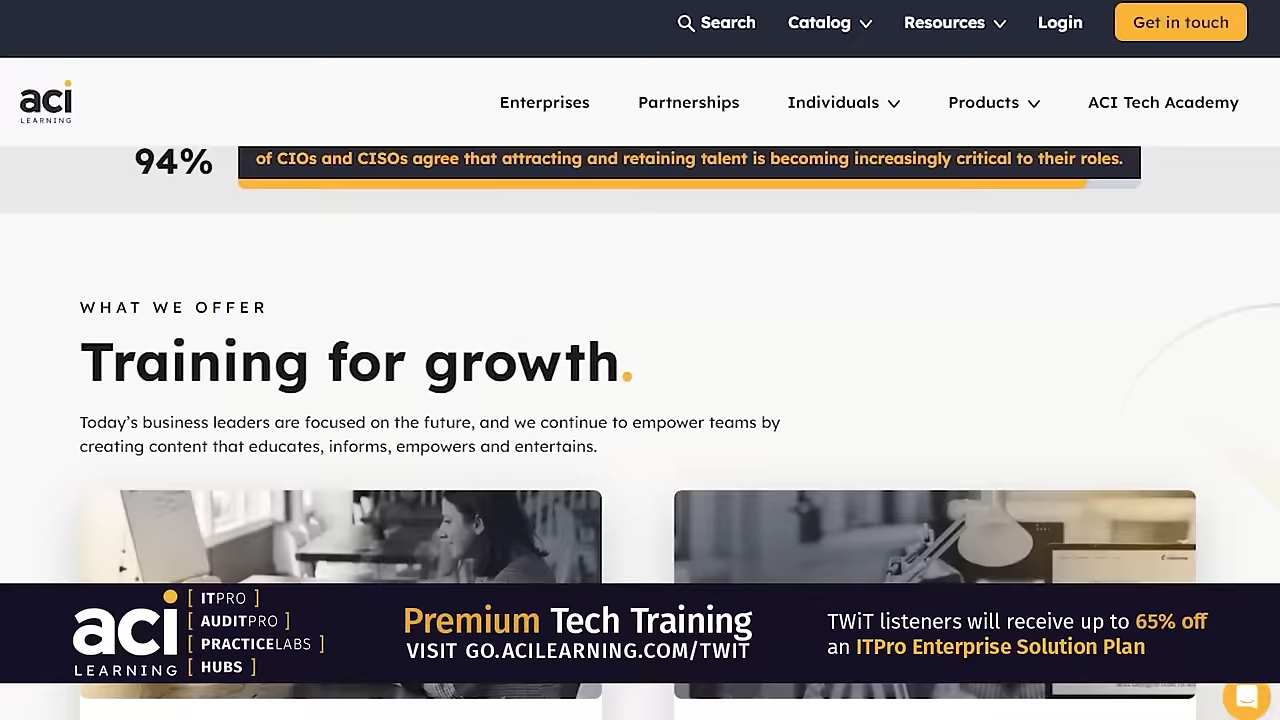 Search
Catalog
Resources
Login
Get in touch
aci
LEARNING
Enterprises
Partnerships
Individuals
Products
ACI Tech Academy
94%
of CIOs and CISOs agree that attracting and retaining talent is becoming increasingly critical to their roles.
WHAT WE OFFER
Training for growth.
Today’s business leaders are focused on the future, and we continue to empower teams by
creating content that educates, informs, empowers and entertains.
aci
LEARNING
[ ITPRO ]
[ AUDITPRO ]
[ PRACTICELABS ]
[ HUBS ]
Premium Tech Training
VISIT GO.ACILEARNING.COM/TWIT
TWiT listeners will receive up to 65% off
an ITPro Enterprise Solution Plan